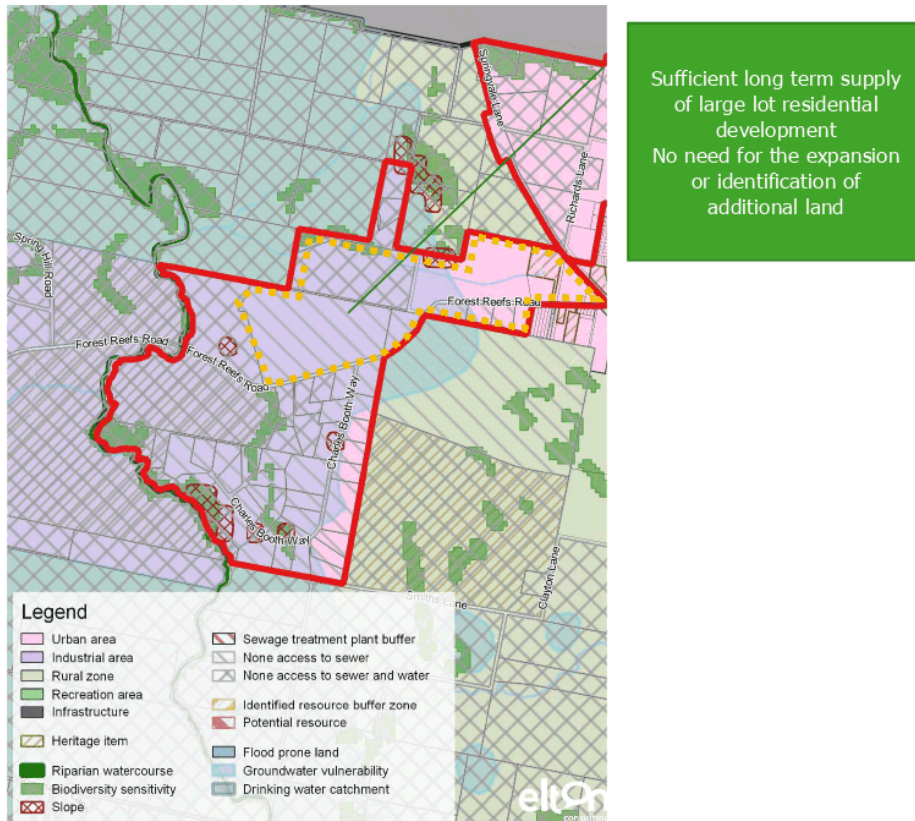 Springvale Lane
Richards Lane
Sufficient long term supply
of large lot residential
development
No need for the expansion
or identification of
additional land
Spring Hill Road
Forest Reefs Road
Forest Reefs Road
Forest Reefs Road
Charles Booth Way
Charles Booth Way
Smiths Lane
Clayton Lane
Legend
Urban area
Industrial area
Rural zone
Recreation area
Infrastructure
Heritage item
Riparian watercourse
Biodiversity sensitivity
Slope
Sewage treatment plant buffer
None access to sewer
None access to sewer and water
Identified resource buffer zone
Potential resource
Flood prone land
Groundwater vulnerability
Drinking water catchment
elton
consulting